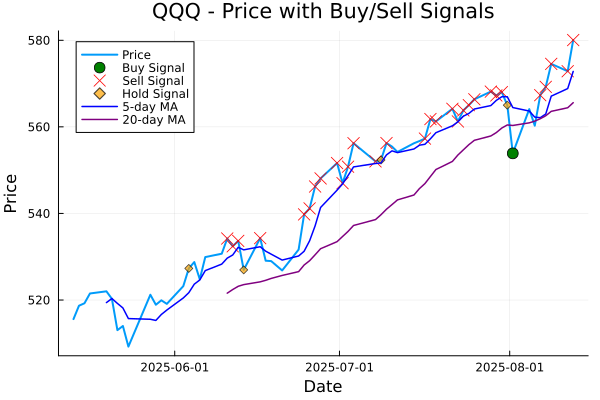 QQQ - Price with Buy/Sell Signals
Price
Buy Signal
Sell Signal
Hold Signal
5-day MA
20-day MA
580
560
540
520
Price
2025-06-01
2025-07-01
2025-08-01
Date